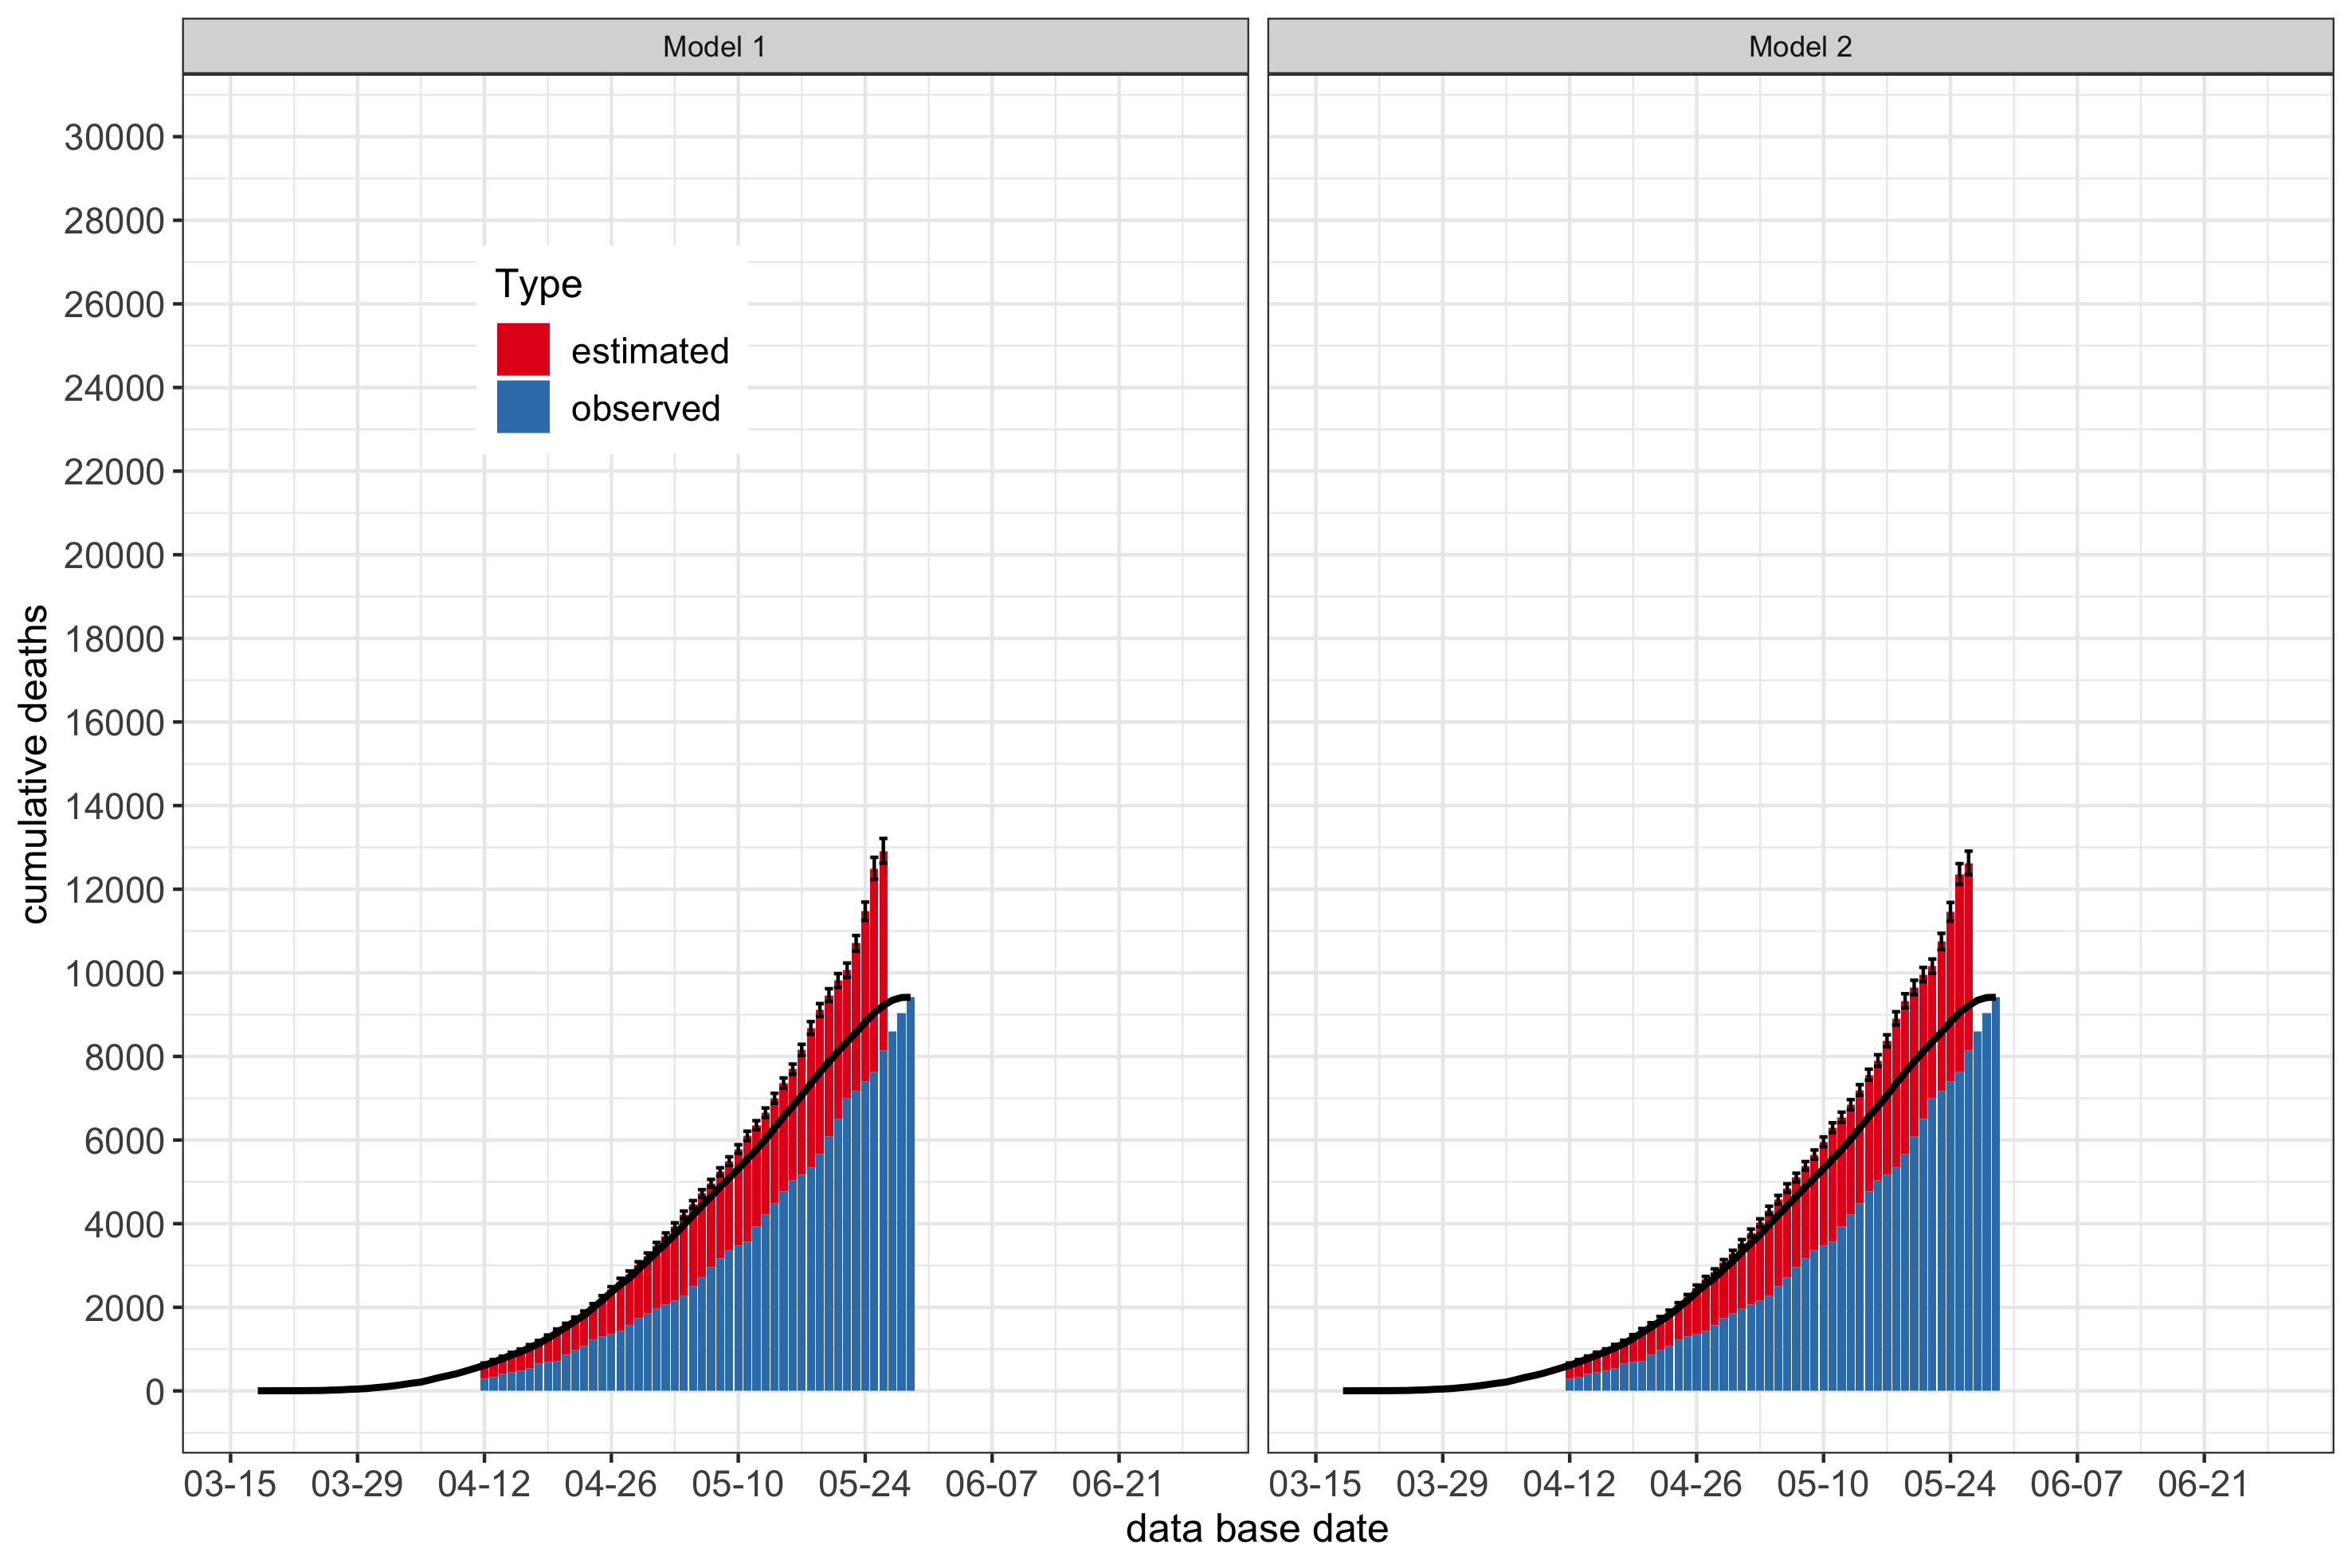 Model 1
Model 2
cumulative deaths
30000
28000
26000
24000
22000
20000
18000
16000
14000
12000
10000
8000
6000
4000
2000
0
Type
estimated
observed
03-15 03-29 04-12 04-26 05-10 05-24 06-07 06-21
03-15 03-29 04-12 04-26 05-10 05-24 06-07 06-21
data base date